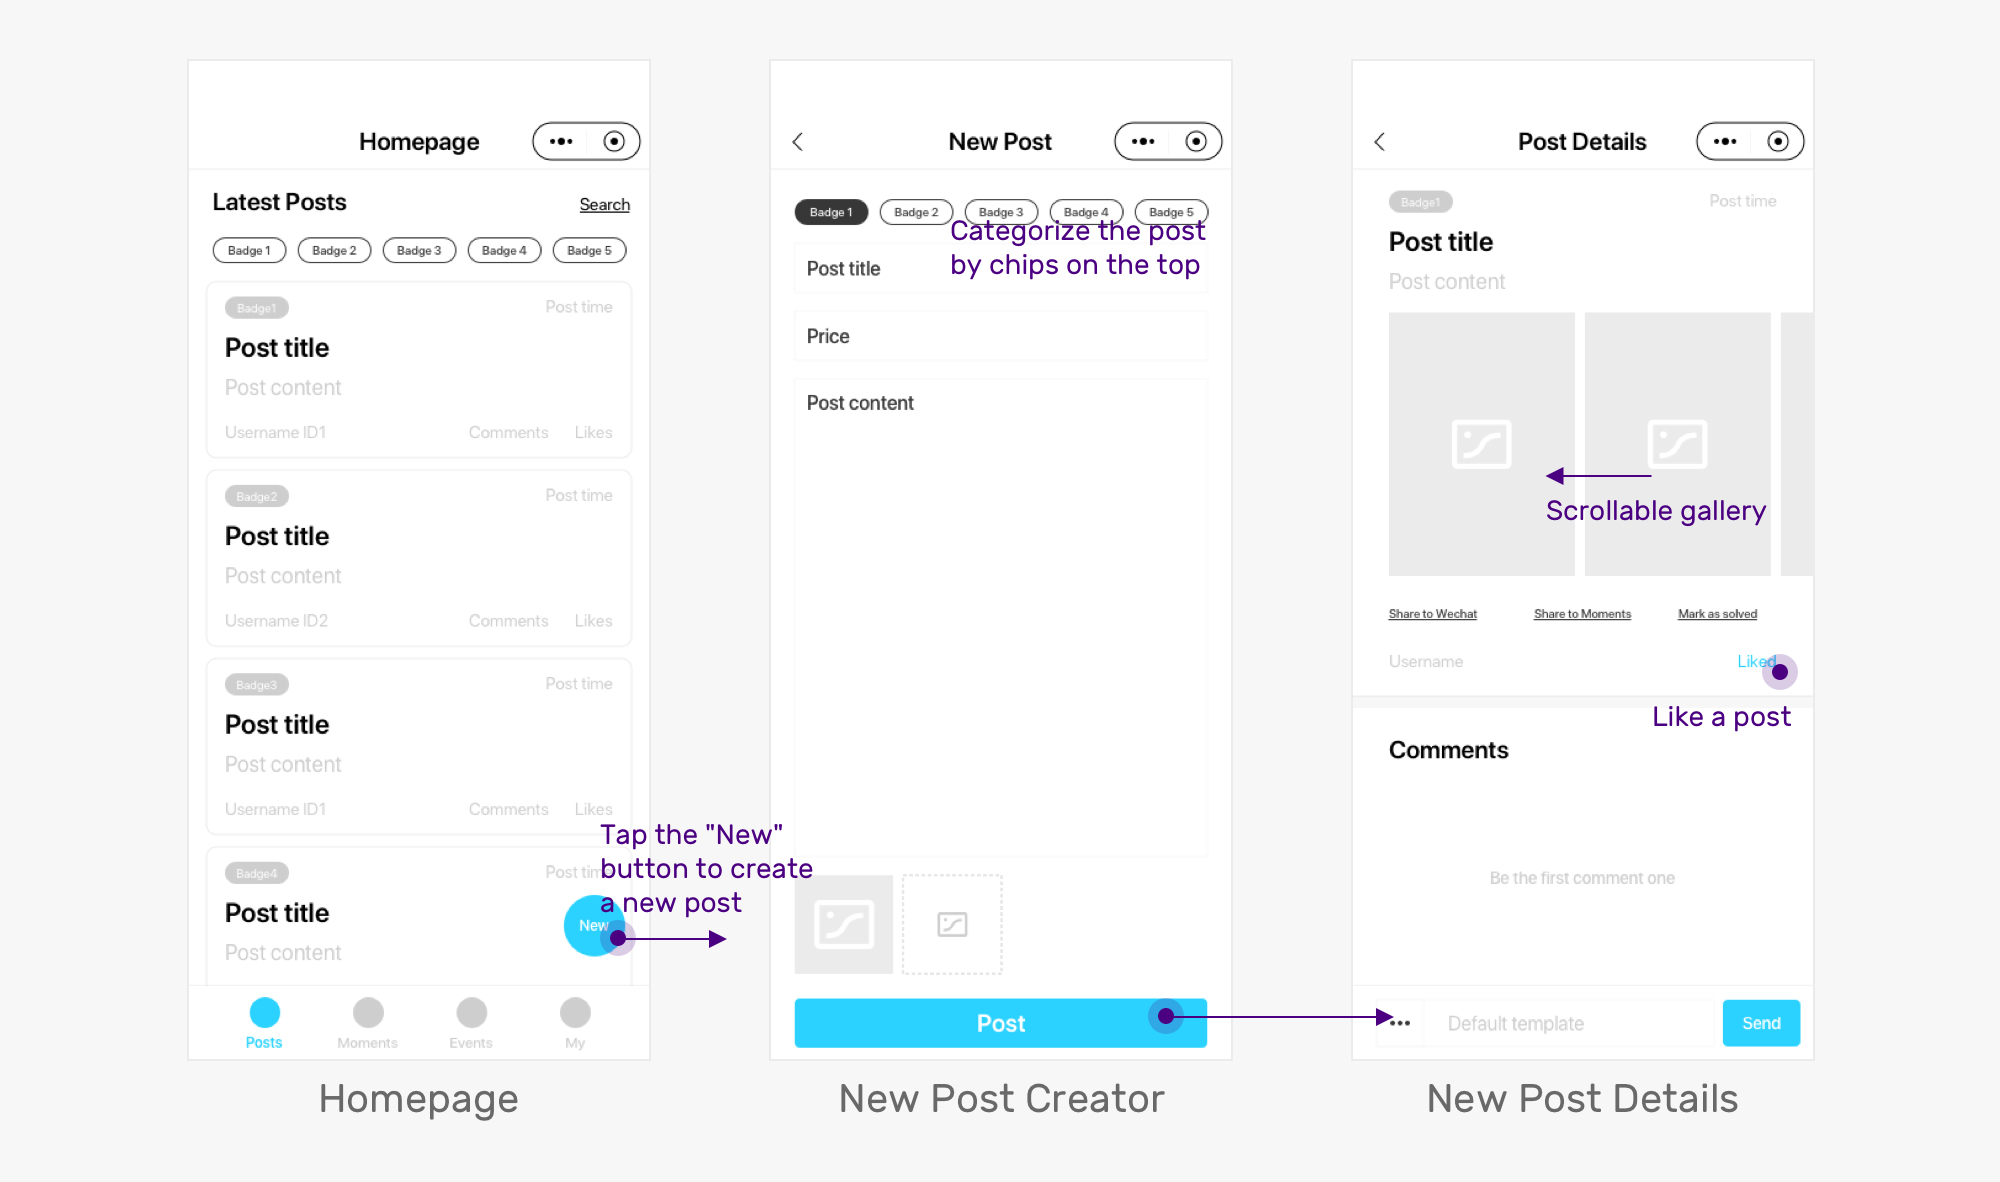 Homepage
Latest Posts
Search
Badge 1
Badge 2
Badge 3
Badge 4
Badge 5
Badge1
Post time
Post title
Post content
Username ID1
Comments
Likes
Badge2
Post time
Post title
Post content
Username ID2
Comments
Likes
Badge3
Post time
Post title
Post content
Username ID1
Comments
Likes
Badge4
Post time
Post title
Post content
New
Tap the "New"
button to create
a new post
Posts
Moments
Events
My
Homepage
New Post
Badge 1
Badge 2
Badge 3
Badge 4
Badge 5
Categorize the post
by chips on the top
Post title
Price
Post content
Post
New Post Creator
Post Details
Badge1
Post time
Post title
Post content
Scrollable gallery
Share to Wechat
Share to Moments
Mark as solved
Username
Liked
Like a post
Comments
Be the first comment one
Default template
Send
New Post Details